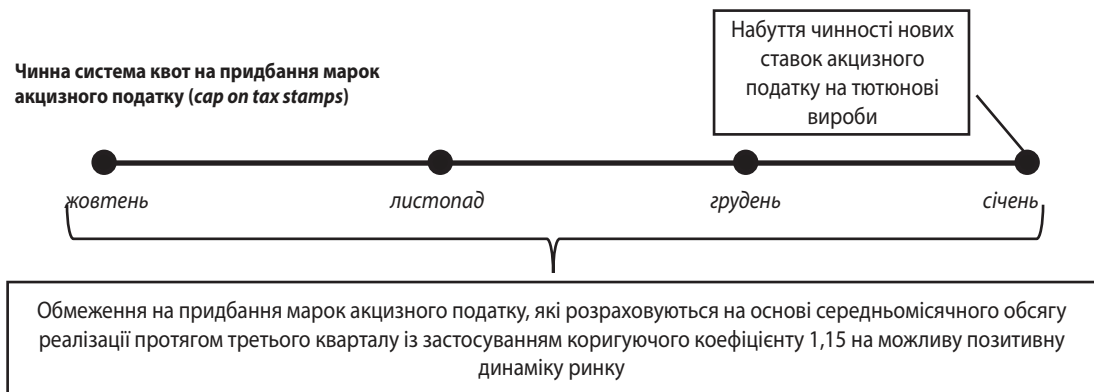 Набуття чинності нових
ставок акцизного
податку на тютюнові
вироби
Чинна система квот на придбання марок
акцизного податку (cap on tax stamps)
жовтень
листопад
грудень
січень
Обмеження на придбання марок акцизного податку, які розраховуються на основі середньомісячного обсягу
реалізації протягом третього кварталу із застосуванням коригуючого коефіцієнту 1,15 на можливу позитивну
динаміку ринку